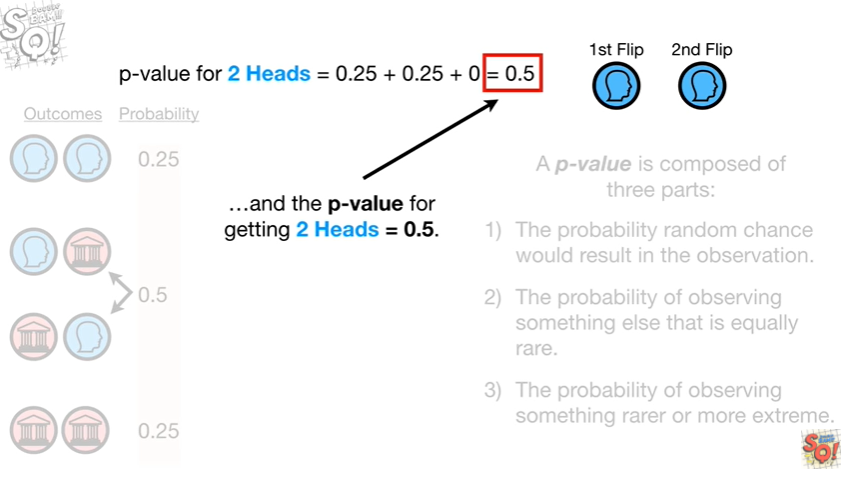 p-value for 2 Heads = 0.25 + 0.25 + 0 = 0.5
1st Flip 2nd Flip
Outcomes Probability
0.25
0.5
0.25
…and the p-value for
getting 2 Heads = 0.5.
A p-value is composed of
three parts:
1) The probability random chance
would result in the observation.
2) The probability of observing
something else that is equally
rare.
3) The probability of observing
something rarer or more extreme.
SQ!
SQ!